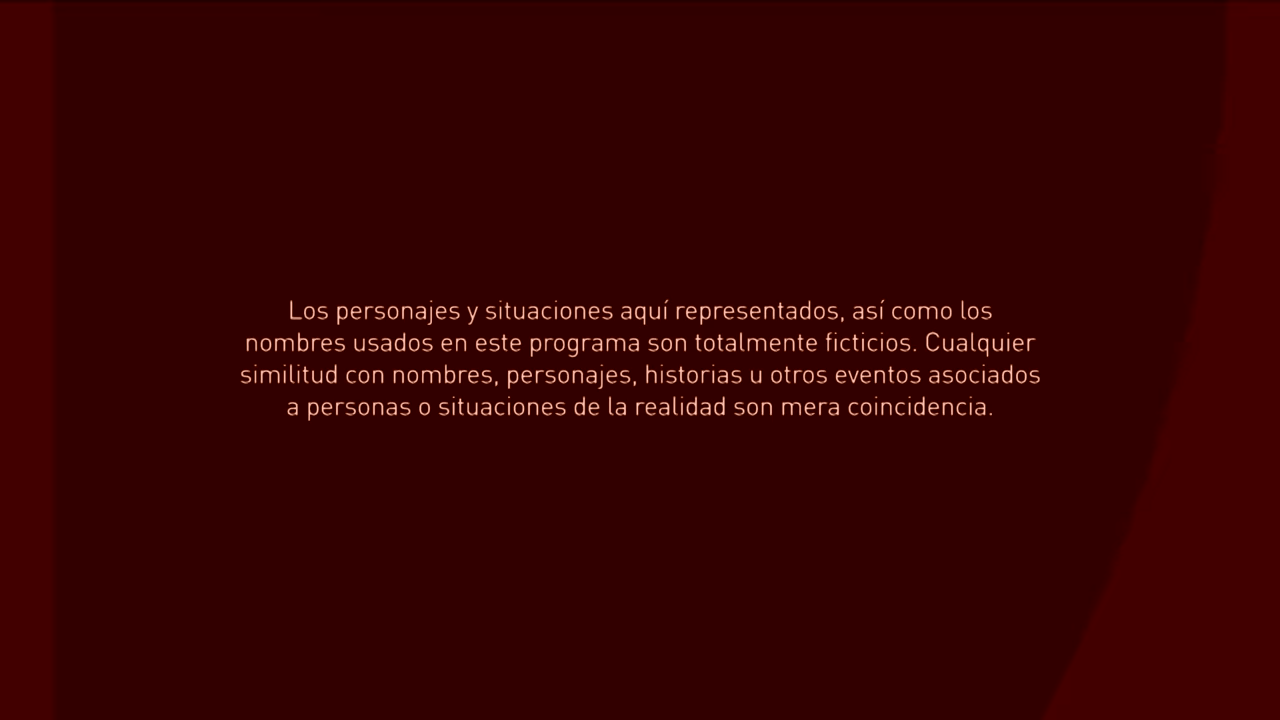 Los personajes y situaciones aquí representados, así como los
nombres usados en este programa son totalmente ficticios. Cualquier
similitud con nombres, personajes, historias u otros eventos asociados
a personas o situaciones de la realidad son mera coincidencia.